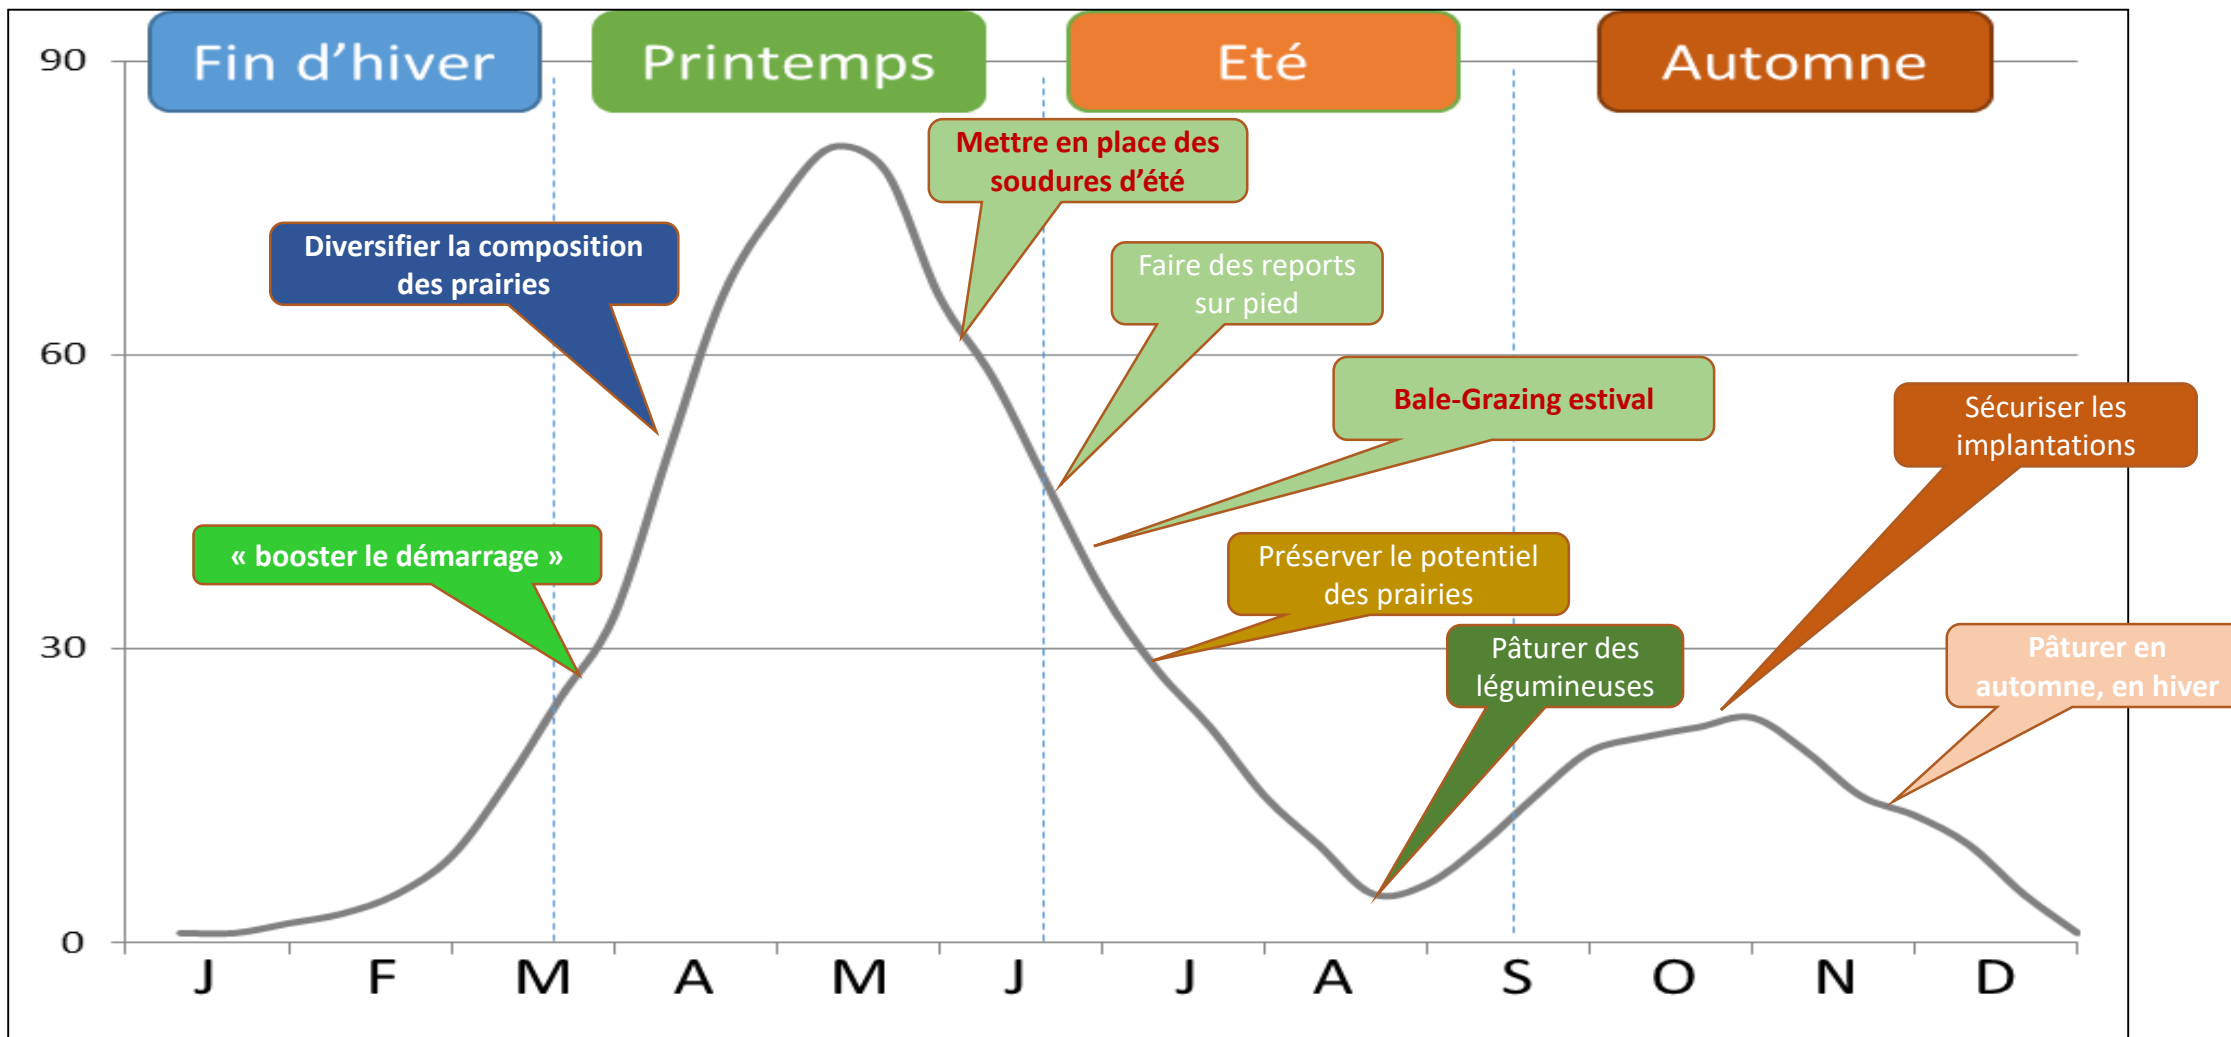 Fin d'hiver
Printemps
Eté
Automne
90
Mettre en place des
soudures d'été
Diversifier la composition
des prairies
Faire des reports
sur pied
60
Bale-Grazing estival
Sécuriser les
implantations
« booster le démarrage »
Préserver le potentiel
des prairies
30
Pâturer des
légumineuses
Pâturer en
automne, en hiver
0
J F M A M J J A S O N D